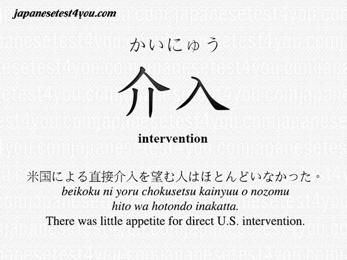 japanesetest4you.com
かいにゅう
介入
intervention
米国による直接介入を望む人はほとんどいなかった。
beikoku ni yoru chokusetsu kainyuu o nozomu
hito wa hotondo inakatta.
There was little appetite for direct U.S. intervention.